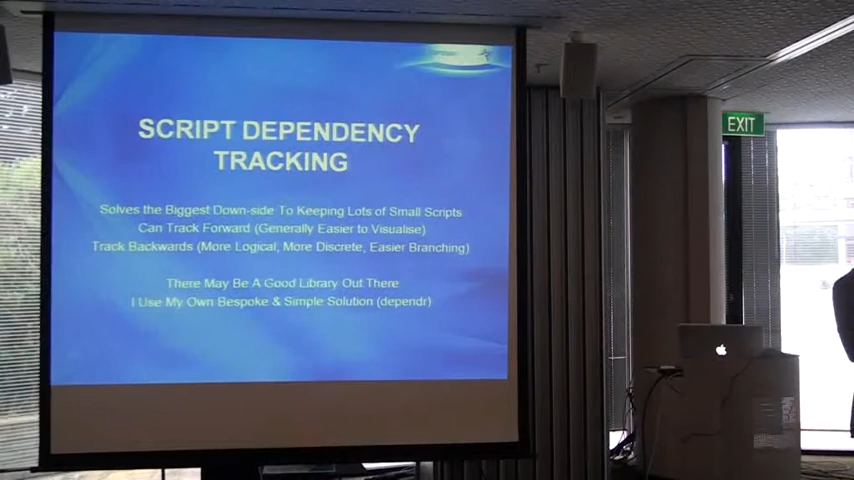 SCRIPT DEPENDENCY
TRACKING
Solves the Biggest Down-side To Keeping Lots of Small Scripts
Can Track Forward (Generally Easier to Visualise)
Track Backwards (More Logical, More Discrete, Easier Branching)
There May Be A Good Library Out There
I Use My Own Bespoke & Simple Solution (dependr)
EXIT